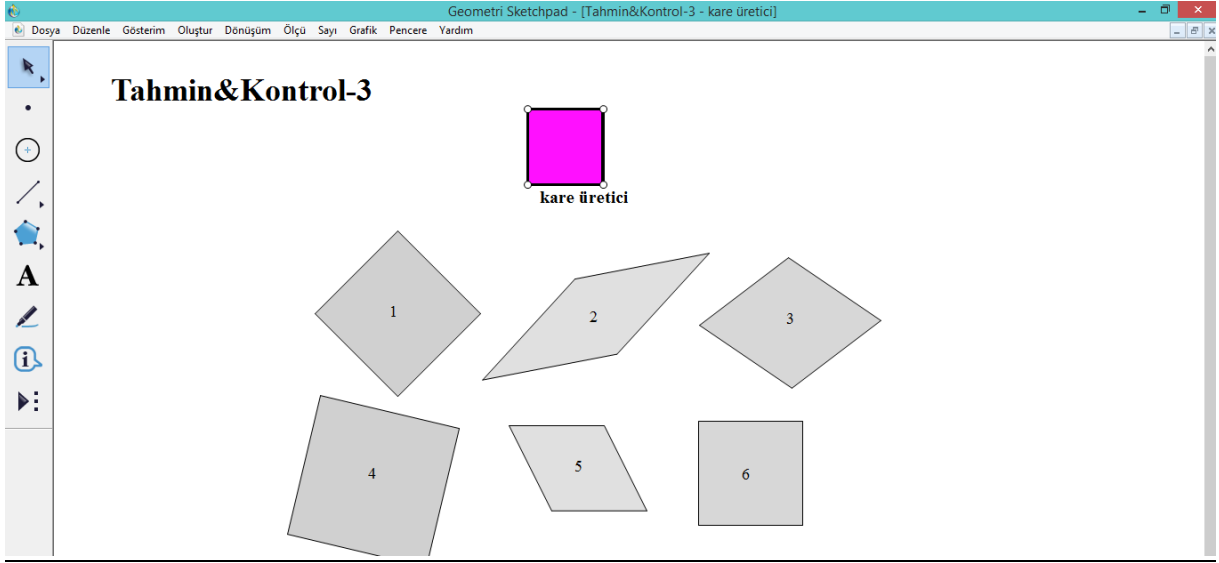 Geometri Sketchpad - [Tahmin&Kontrol-3 - kare üretici]
Dosya Düzenle Gösterim Oluştur Dönüşüm Ölçü Sayı Grafik Pencere Yardım
Tahmin&Kontrol-3
kare üretici
1
2
3
4
5
6
A
i